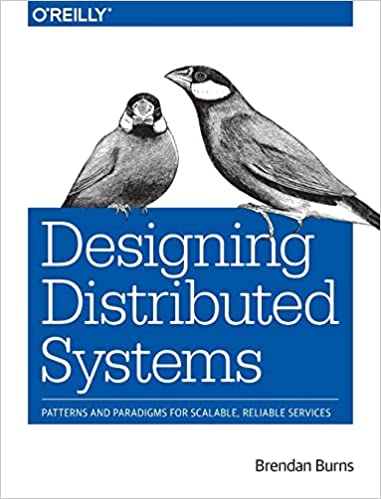 O'REILLY®
Designing
Distributed
Systems
PATTERNS AND PARADIGMS FOR SCALABLE, RELIABLE SERVICES
Brendan Burns